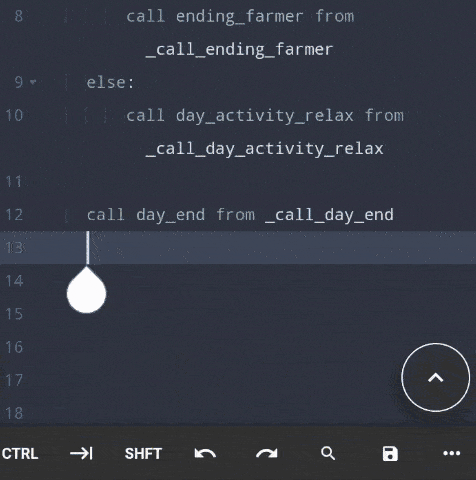 8 call ending_farmer from
_call_ending_farmer
9 else:
10 call day_activity_relax from
_call_day_activity_relax
11
12 call day_end from _call_day_end
13
14
15
16
17
18
CTRL SHFT